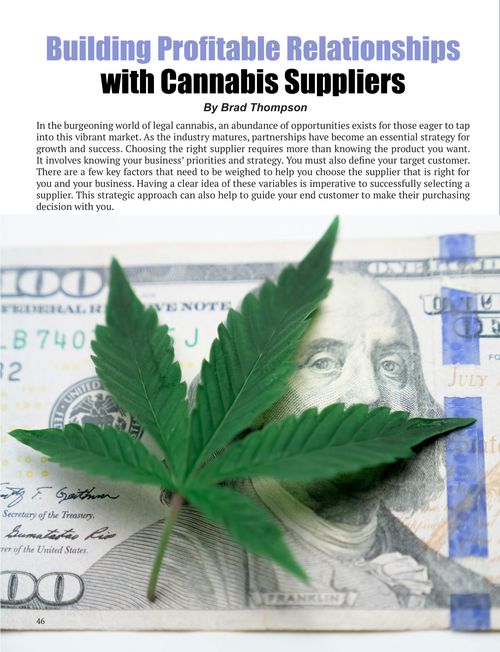 Building Profitable Relationships
with Cannabis Suppliers
By Brad Thompson
In the burgeoning world of legal cannabis, an abundance of opportunities exists for those eager to tap
into this vibrant market. As the industry matures, partnerships have become an essential strategy for
growth and success. Choosing the right supplier requires more than knowing the product you want.
It involves knowing your business’ priorities and strategy. You must also define your target customer.
There are a few key factors that need to be weighed to help you choose the supplier that is right for
you and your business. Having a clear idea of these variables is imperative to successfully selecting a
supplier. This strategic approach can also help to guide your end customer to make their purchasing
decision with you.
100
FEDERAL R VE NOTE
ONE
LB 740 5 J
JULY
Secretary of the Treasury.
rer of the United States.
00
FRANKLIN
46